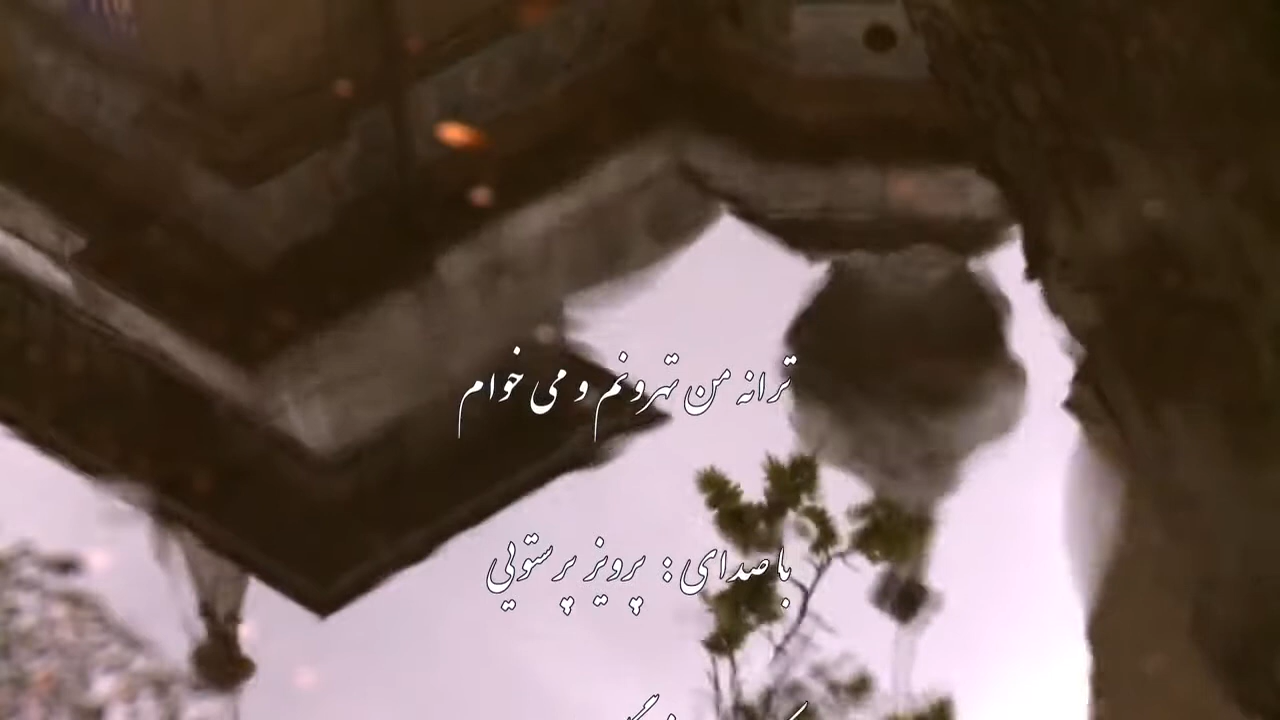 ترانه من تهرونم و می خوام
با صدای : پرویز پرستویی